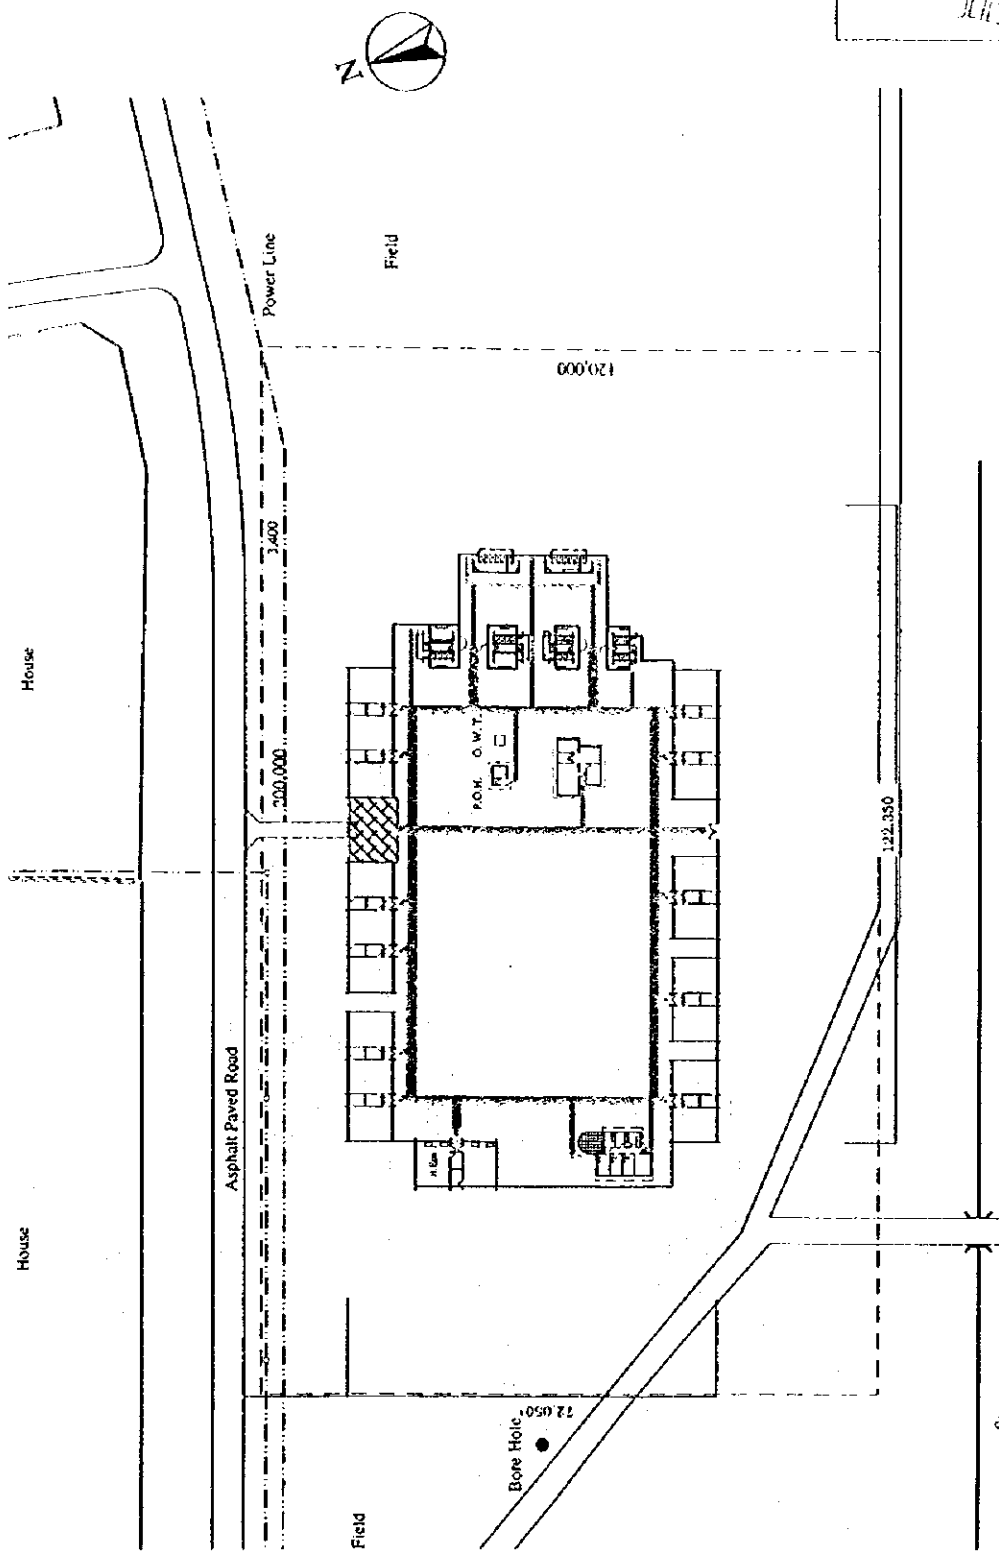 N
House
House
Power Line
Field
120,000
3,400
200,000
P.O.H. O.W.T.
Asphalt Paved Road
122.350
72.050
Bore Hole
Field